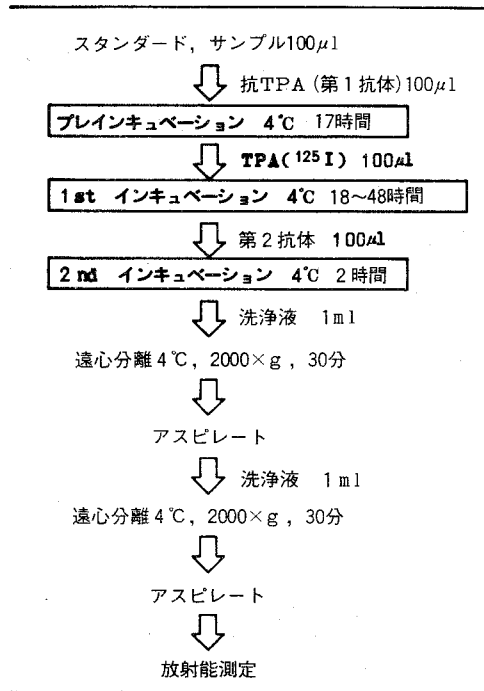 スタンダード, サンプル100μl
抗TPA (第1抗体)100μl
プレインキュベーション 4℃ 17時間
TPA(¹²⁵I) 100μl
1st インキュベーション 4℃ 18~48時間
第2抗体 100μl
2nd インキュベーション 4℃ 2時間
洗浄液 1ml
遠心分離4℃, 2000×g, 30分
アスピレート
洗浄液 1ml
遠心分離4℃, 2000×g, 30分
アスピレート
放射能測定